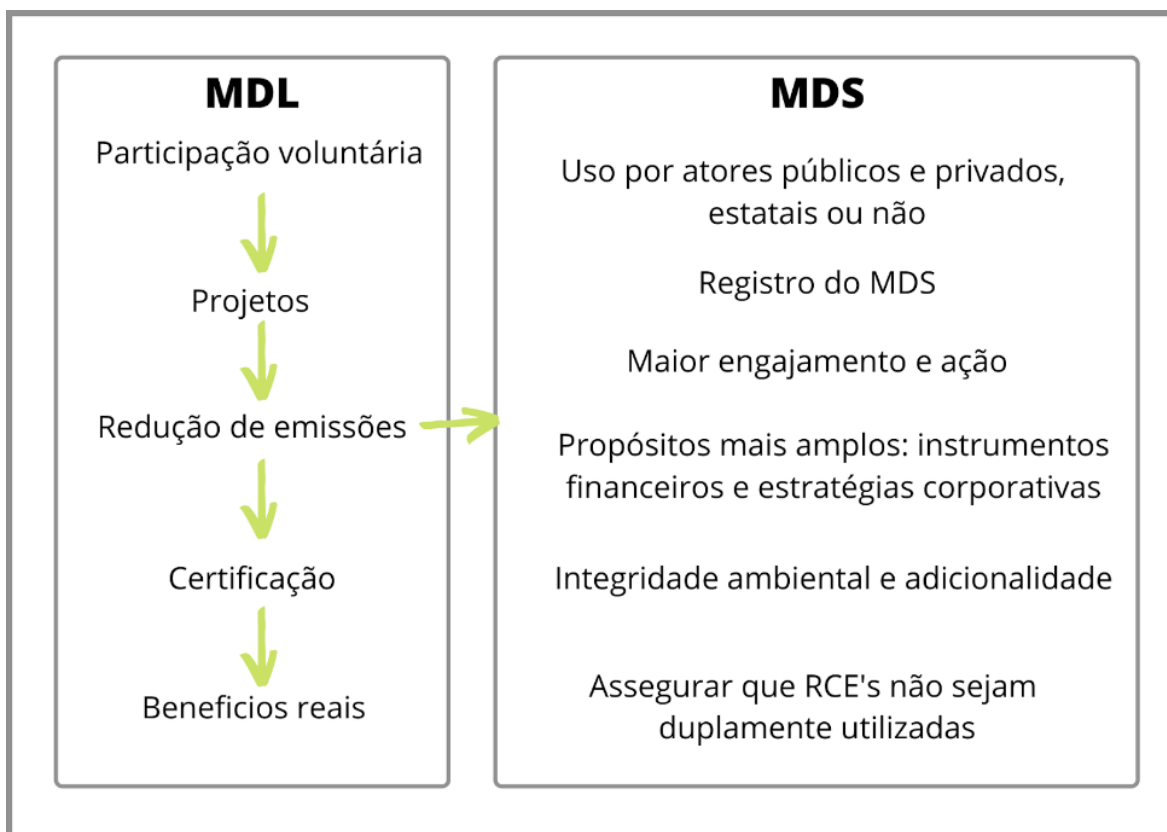 MDL
Participação voluntária
Projetos
Redução de emissões
Certificação
Beneficios reais
MDS
Uso por atores públicos e privados,
estatais ou não
Registro do MDS
Maior engajamento e ação
Propósitos mais amplos: instrumentos
financeiros e estratégias corporativas
Integridade ambiental e adicionalidade
Assegurar que RCE's não sejam
duplamente utilizadas